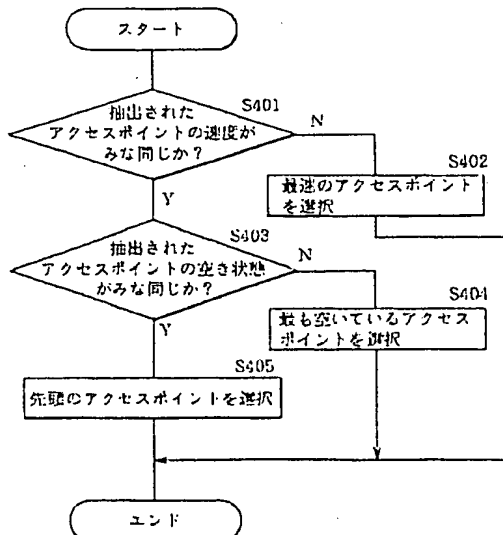 スタート
S401
抽出された
アクセスポイントの速度が
みな同じか？
N
Y
S402
最速のアクセスポイント
を選択
S403
抽出された
アクセスポイントの空き状態
がみな同じか？
N
Y
S404
最も空いているアクセス
ポイントを選択
S405
先頭のアクセスポイントを選択
エンド